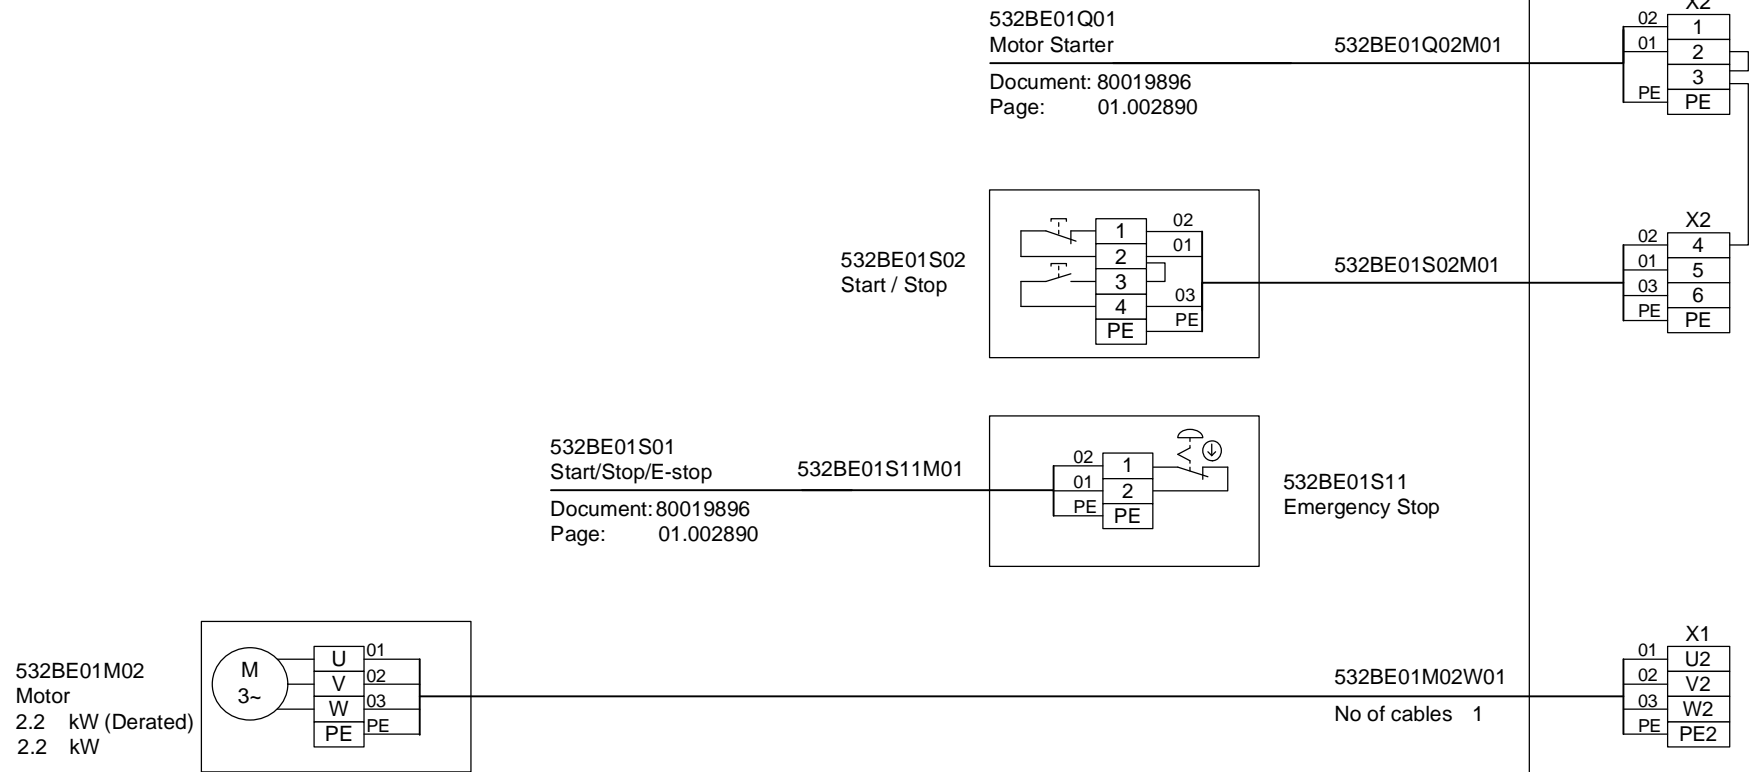 532BE01Q01
Motor Starter
532BE01Q02M01
Document: 80019896
Page: 01.002890
X2
02 1
01 2
3
PE PE
532BE01S02
Start / Stop
1 02
2 01
3
4 03
PE PE
532BE01S02M01
X2
02 4
01 5
03 6
PE PE
532BE01S01
Start/Stop/E-stop
532BE01S11M01
Document: 80019896
Page: 01.002890
02 1
01 2
PE PE
532BE01S11
Emergency Stop
532BE01M02
Motor
2.2 kW (Derated)
2.2 kW
M
3~
U 01
V 02
W 03
PE PE
532BE01M02W01
No of cables 1
X1
01 U2
02 V2
03 W2
PE PE2